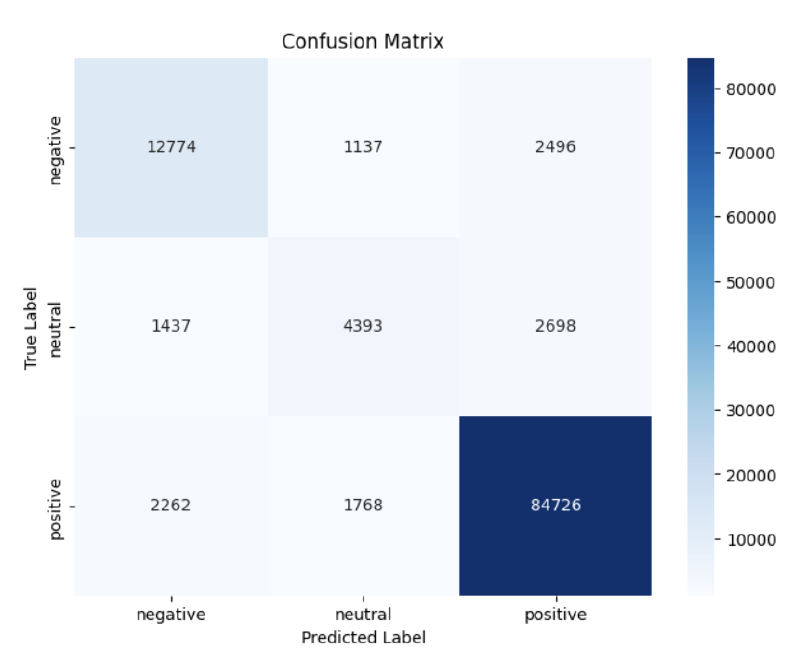 Confusion Matrix
True Label
negative
neutral
positive
12774 1137 2496
1437 4393 2698
2262 1768 84726
negative neutral positive
Predicted Label
80000
70000
60000
50000
40000
30000
20000
10000